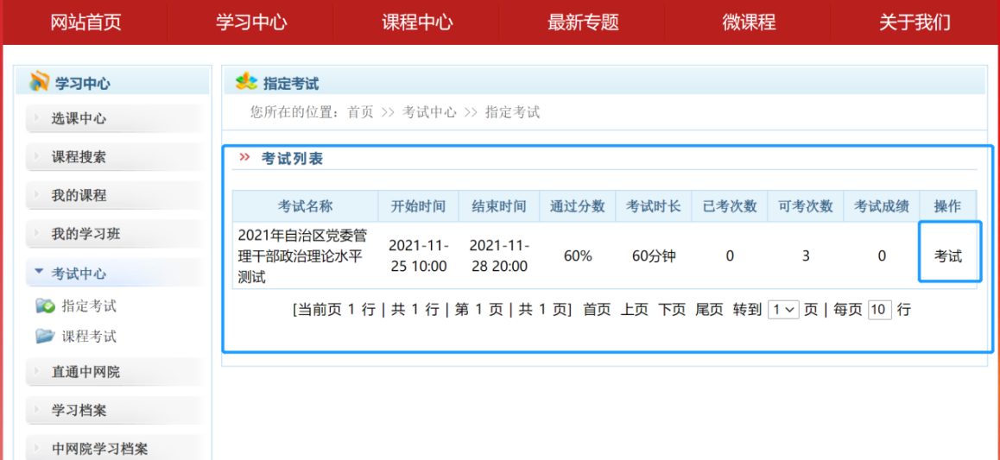 网站首页 学习中心 课程中心 最新专题 微课程 关于我们
学习中心
选课中心
课程搜索
我的课程
我的学习班
考试中心
指定考试
课程考试
直通中网院
学习档案
中网院学习档案
指定考试
您所在的位置：首页 >> 考试中心 >> 指定考试
考试列表
考试名称 开始时间 结束时间 通过分数 考试时长 已考次数 可考次数 考试成绩 操作
2021年自治区党委管
理干部政治理论水平
测试
2021-11-
25 10:00
2021-11-
28 20:00
60%
60分钟
0
3
0
考试
[当前页 1 行 | 共 1 行 | 第 1 页 | 共 1 页] 首页 上页 下页 尾页 转到 1 页 | 每页 10 行